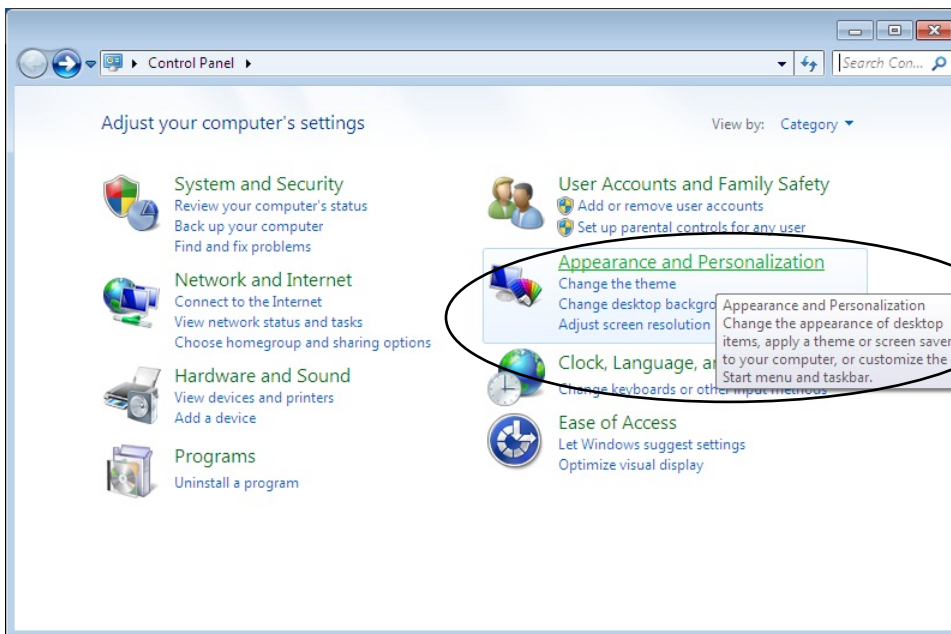 Control Panel
Search Con...
Adjust your computer's settings
View by: Category
System and Security
Review your computer's status
Back up your computer
Find and fix problems
Network and Internet
Connect to the Internet
View network status and tasks
Choose homegroup and sharing options
Hardware and Sound
View devices and printers
Add a device
Programs
Uninstall a program
User Accounts and Family Safety
Add or remove user accounts
Set up parental controls for any user
Appearance and Personalization
Change the theme
Change desktop backgro
Adjust screen resolution
Appearance and Personalization
Change the appearance of desktop
items, apply a theme or screen saver
to your computer, or customize the
Start menu and taskbar.
Clock, Language, a
Change keyboards or other input methods
Ease of Access
Let Windows suggest settings
Optimize visual display